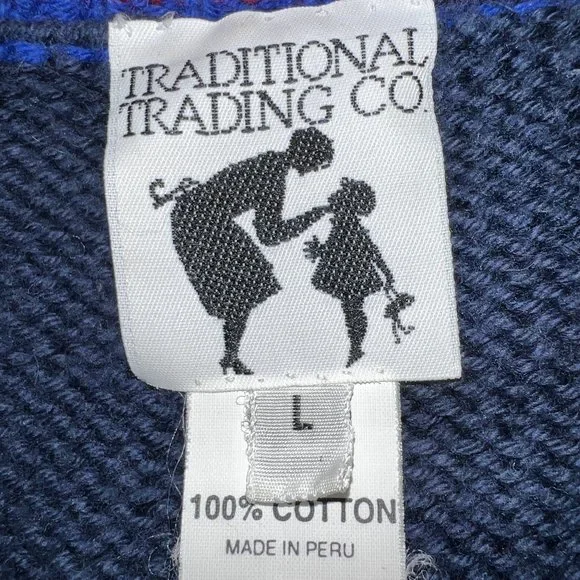 TRADITIONAL
TRADING CO.
L
100% COTTON
MADE IN PERU